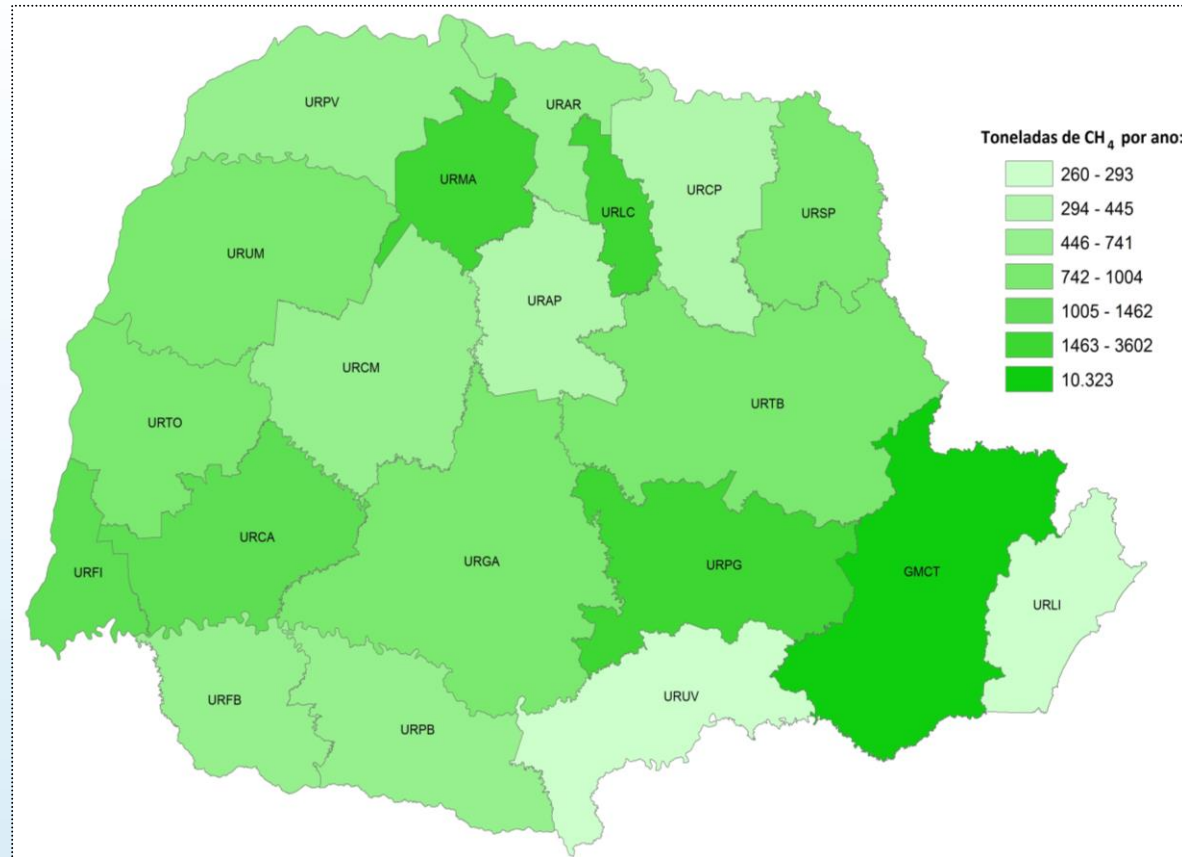 URPV
URAR
Toneladas de CH₄ por ano:
260 - 293
294 - 445
446 - 741
742 - 1004
1005 - 1462
1463 - 3602
10.323
URMA
URCP
URLC
URSP
URUM
URAP
URCM
URTB
URTO
URCA
URGA
URPG
GMCT
URFI
URLI
URFB
URUV
URPB